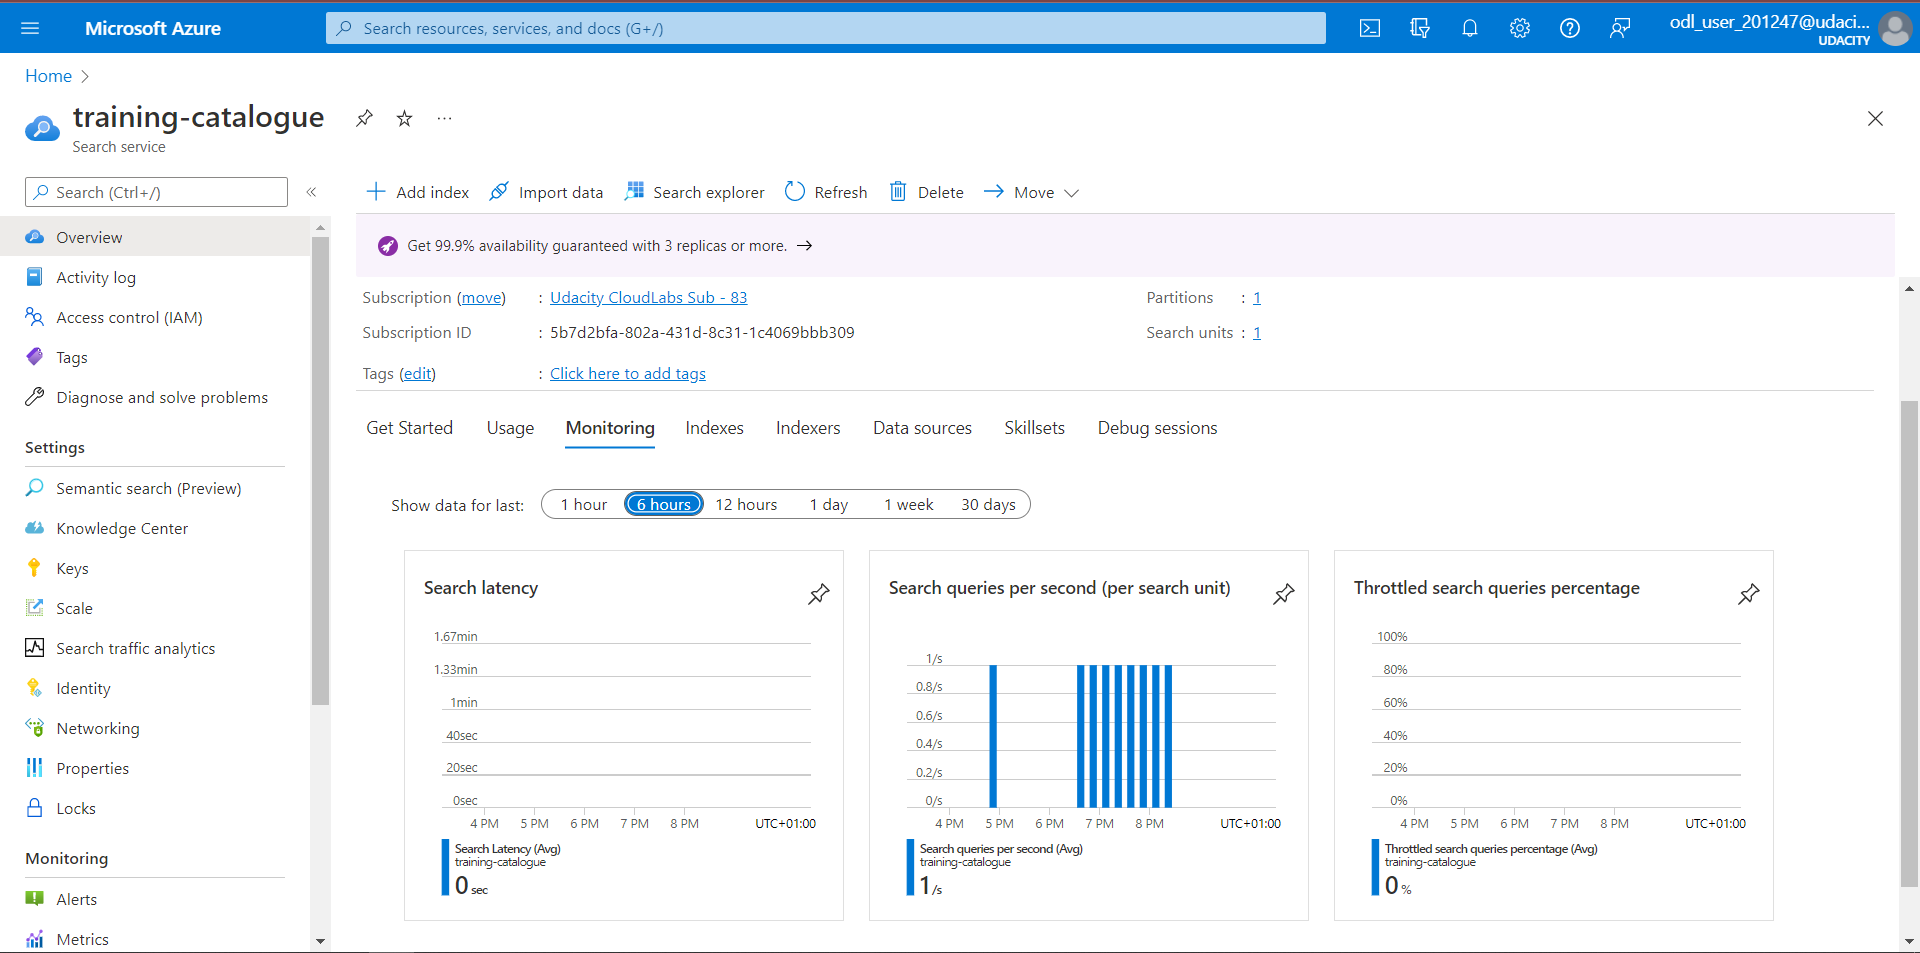 Microsoft Azure
Search resources, services, and docs (G+/)
odl_user_201247@udaci...
UDACITY
Home
training-catalogue
Search service
Search (Ctrl+/)
Add index
Import data
Search explorer
Refresh
Delete
Move
Get 99.9% availability guaranteed with 3 replicas or more.
Overview
Activity log
Access control (IAM)
Tags
Diagnose and solve problems
Settings
Semantic search (Preview)
Knowledge Center
Keys
Scale
Search traffic analytics
Identity
Networking
Properties
Locks
Monitoring
Alerts
Metrics
Subscription (move) : Udacity CloudLabs Sub - 83
Subscription ID : 5b7d2bfa-802a-431d-8c31-1c4069bbb309
Tags (edit) : Click here to add tags
Partitions : 1
Search units : 1
Get Started
Usage
Monitoring
Indexes
Indexers
Data sources
Skillsets
Debug sessions
Show data for last:
1 hour
6 hours
12 hours
1 day
1 week
30 days
Search latency
1.67min
1.33min
1min
40sec
20sec
0sec
4 PM 5 PM 6 PM 7 PM 8 PM UTC+01:00
Search Latency (Avg)
training-catalogue
0 sec
Search queries per second (per search unit)
1/s
0.8/s
0.6/s
0.4/s
0.2/s
0/s
4 PM 5 PM 6 PM 7 PM 8 PM UTC+01:00
Search queries per second (Avg)
training-catalogue
1/s
Throttled search queries percentage
100%
80%
60%
40%
20%
0%
4 PM 5 PM 6 PM 7 PM 8 PM UTC+01:00
Throttled search queries percentage (Avg)
training-catalogue
0 %